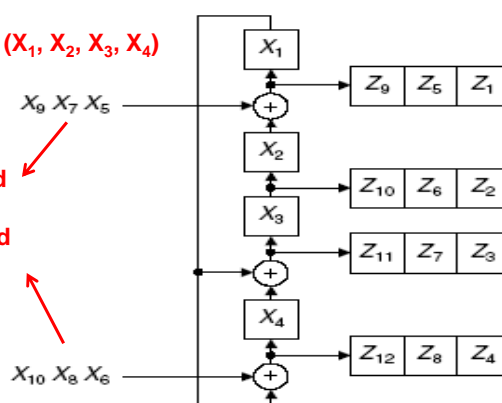 X₁
(X₁, X₂, X₃, X₄)
Z₉ Z₅ Z₁
X₉ X₇ X₅
+
X₂
d
Z₁₀ Z₆ Z₂
X₃
d
Z₁₁ Z₇ Z₃
+
X₄
Z₁₂ Z₈ Z₄
X₁₀ X₈ X₆
+